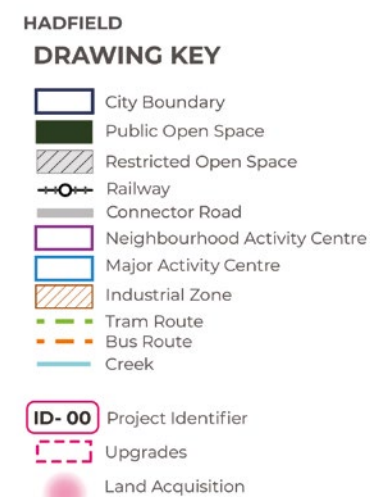 HADFIELD
DRAWING KEY
City Boundary
Public Open Space
Restricted Open Space
Railway
Connector Road
Neighbourhood Activity Centre
Major Activity Centre
Industrial Zone
Tram Route
Bus Route
Creek
ID- 00 Project Identifier
Upgrades
Land Acquisition